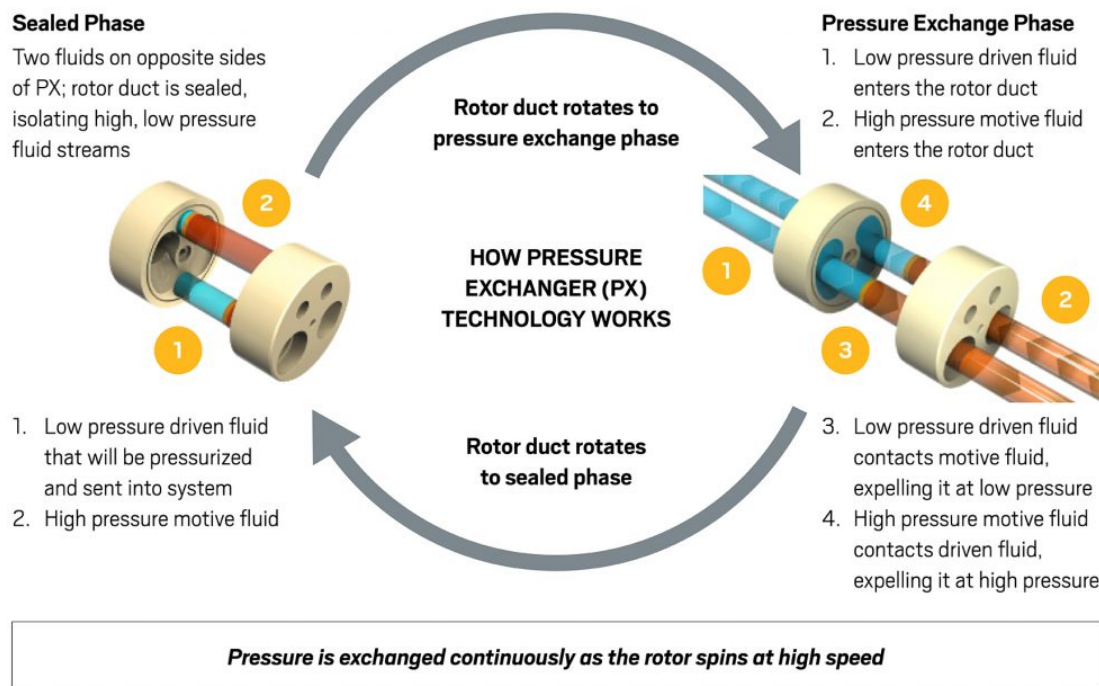 Sealed Phase
Two fluids on opposite sides
of PX; rotor duct is sealed,
isolating high, low pressure
fluid streams
2
1
1. Low pressure driven fluid
that will be pressurized
and sent into system
2. High pressure motive fluid
Rotor duct rotates to
pressure exchange phase
HOW PRESSURE
EXCHANGER (PX)
TECHNOLOGY WORKS
Rotor duct rotates
to sealed phase
Pressure Exchange Phase
1. Low pressure driven fluid
enters the rotor duct
2. High pressure motive fluid
enters the rotor duct
4
1
2
3
3. Low pressure driven fluid
contacts motive fluid,
expelling it at low pressure
4. High pressure motive fluid
contacts driven fluid,
expelling it at high pressure
Pressure is exchanged continuously as the rotor spins at high speed